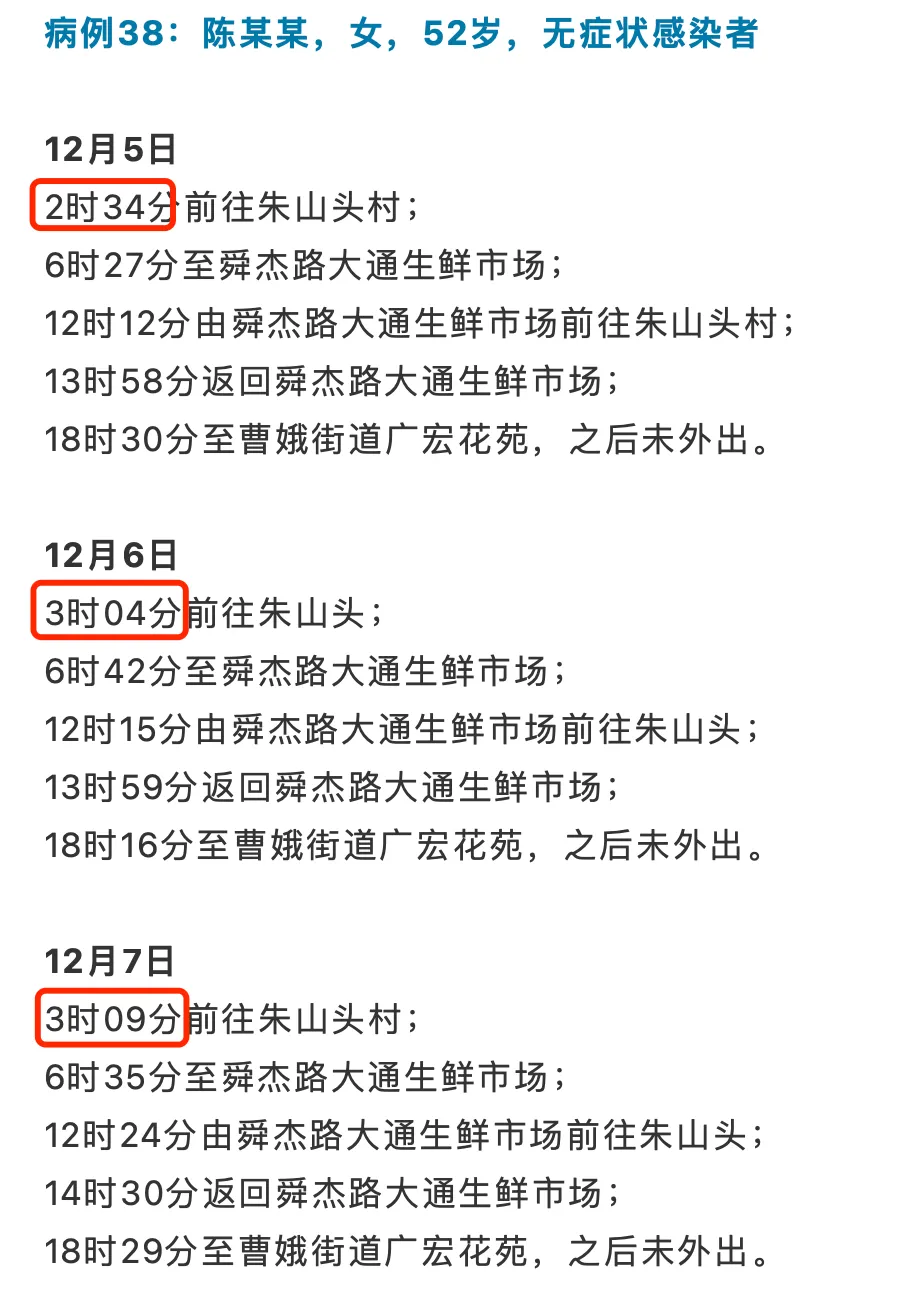 病例38：陈某某，女，52岁，无症状感染者
12月5日
2时34分前往朱山头村；
6时27分至舜杰路大通生鲜市场；
12时12分由舜杰路大通生鲜市场前往朱山头村；
13时58分返回舜杰路大通生鲜市场；
18时30分至曹娥街道广宏花苑，之后未外出。
12月6日
3时04分前往朱山头；
6时42分至舜杰路大通生鲜市场；
12时15分由舜杰路大通生鲜市场前往朱山头；
13时59分返回舜杰路大通生鲜市场；
18时16分至曹娥街道广宏花苑，之后未外出。
12月7日
3时09分前往朱山头村；
6时35分至舜杰路大通生鲜市场；
12时24分由舜杰路大通生鲜市场前往朱山头；
14时30分返回舜杰路大通生鲜市场；
18时29分至曹娥街道广宏花苑，之后未外出。